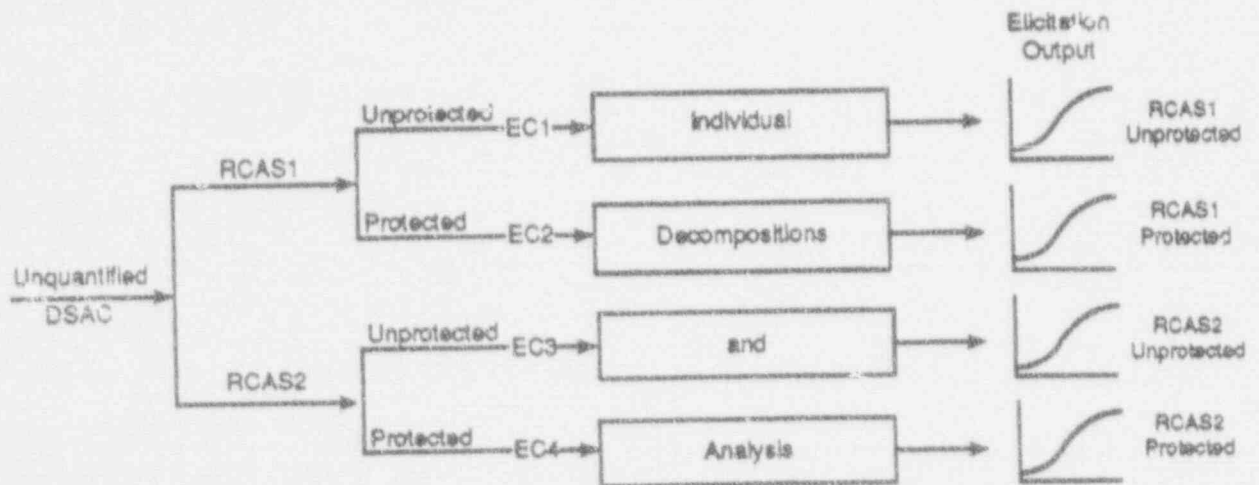 Elicitation
Output
Unprotected
EC1
Individual
RCAS1
Unprotected
RCAS1
Protected
EC2
Decompositions
RCAS1
Protected
Unquantified
DSAC
Unprotected
EC3
and
RCAS2
Unprotected
RCAS2
Protected
EC4
Analysis
RCAS2
Protected